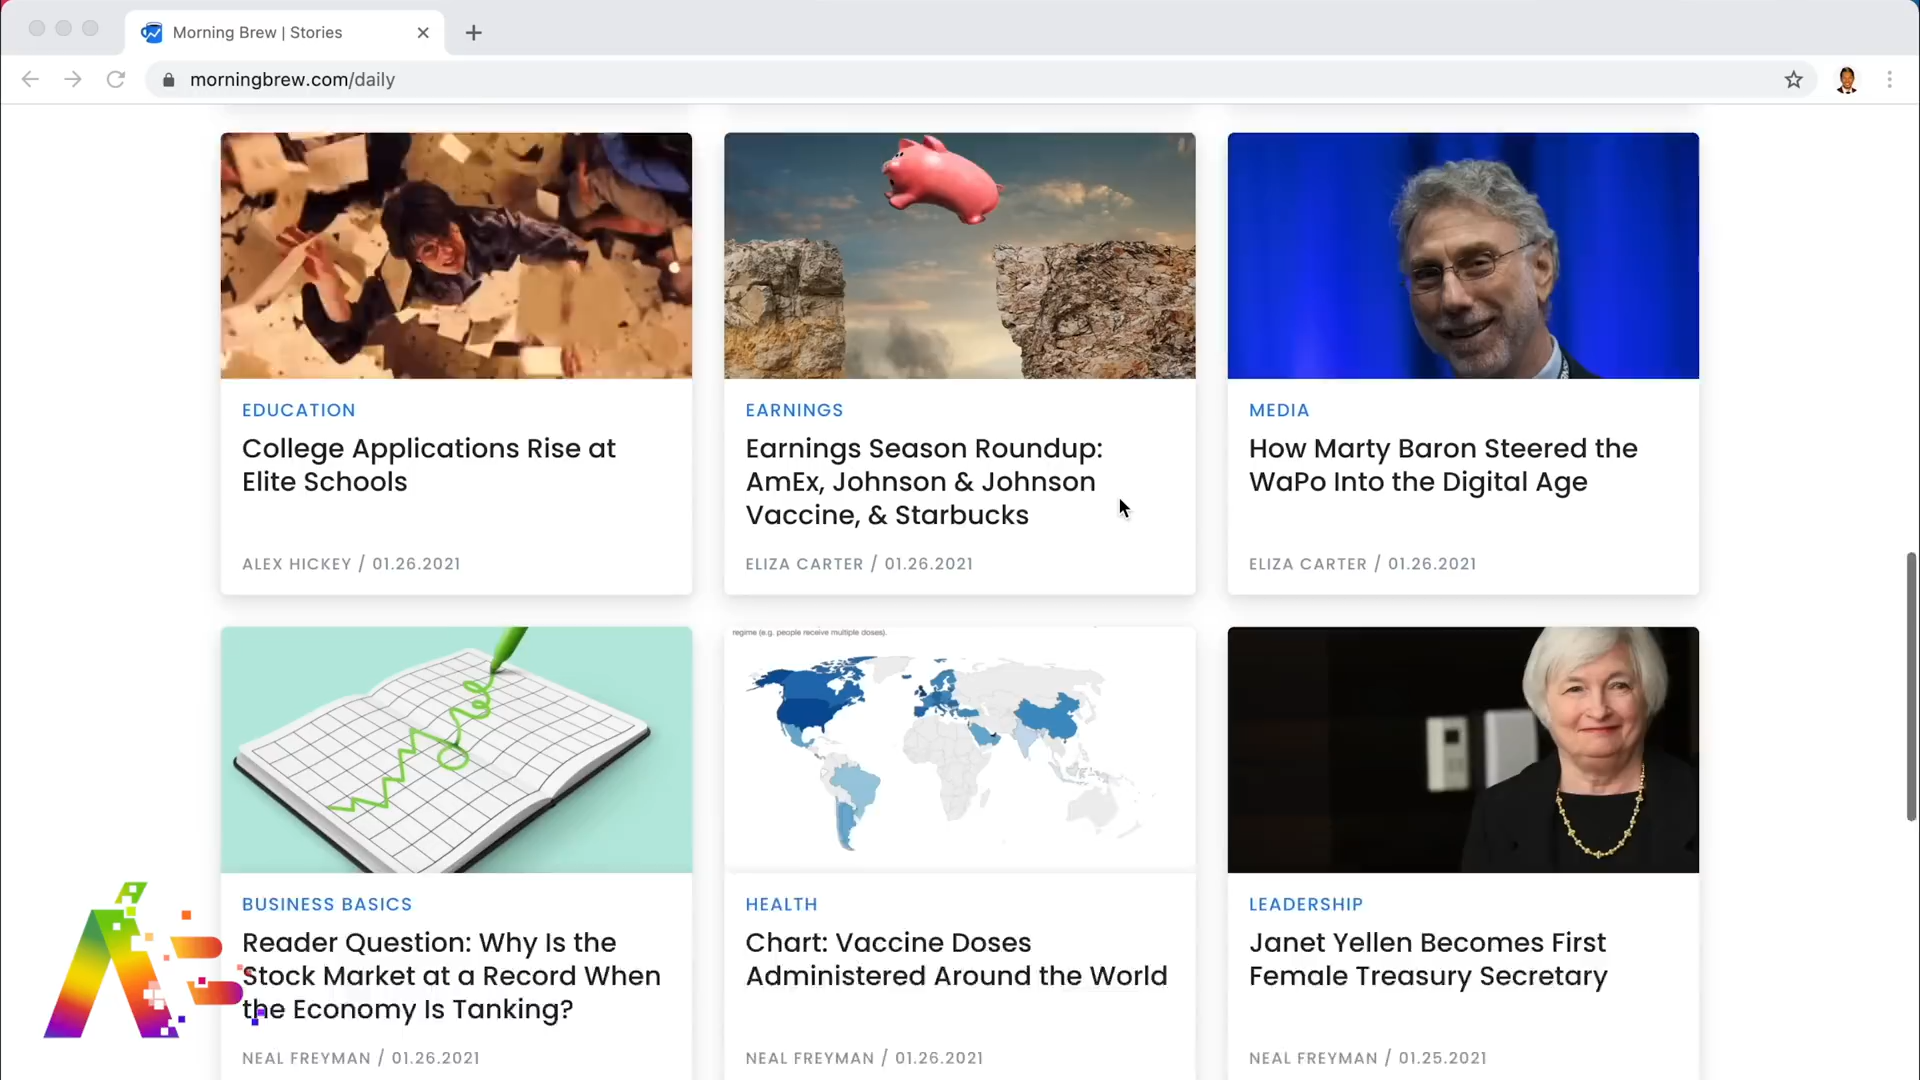 Morning Brew | Stories
morningbrew.com/daily
EDUCATION
College Applications Rise at
Elite Schools
ALEX HICKEY / 01.26.2021
EARNINGS
Earnings Season Roundup:
AmEx, Johnson & Johnson
Vaccine, & Starbucks
ELIZA CARTER / 01.26.2021
MEDIA
How Marty Baron Steered the
WaPo Into the Digital Age
ELIZA CARTER / 01.26.2021
BUSINESS BASICS
Reader Question: Why Is the
Stock Market at a Record When
the Economy Is Tanking?
NEAL FREYMAN / 01.26.2021
regime (e.g. people receive multiple doses).
HEALTH
Chart: Vaccine Doses
Administered Around the World
NEAL FREYMAN / 01.26.2021
LEADERSHIP
Janet Yellen Becomes First
Female Treasury Secretary
NEAL FREYMAN / 01.25.2021